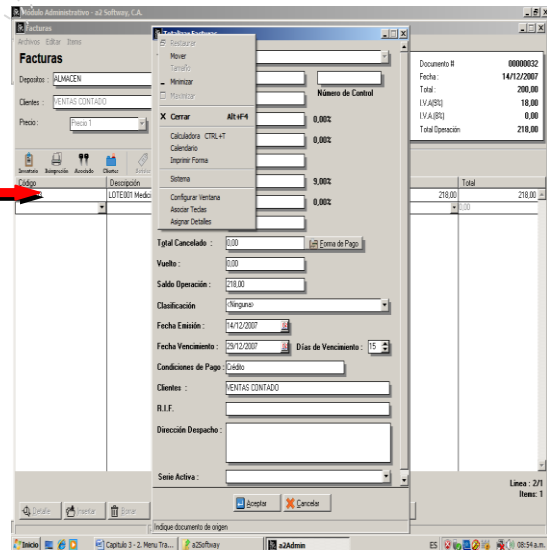 Módulo Administrativo - a2 Softway, C.A.
Facturas
Totalizar Facturas
Archivos Editar Items
Facturas
Depositos : ALMACEN
Clientes : VENTAS CONTADO
Precio : Precio 1
Documento # 00000032
Fecha : 14/12/2007
Total : 200,00
I.V.A(9%) 18,00
I.V.A.(8%) 0,00
Total Operación 218,00
Restaurar
Mover
Tamaño
Minimizar
Maximizar
Cerrar Alt+F4
Calculadora CTRL+T
Calendario
Imprimir Forma
Sistema
Configurar Ventana
Asociar Teclas
Asignar Detalles
Número de Control
0,00%
0,00%
9,00%
0,00%
Código Descripción Total
LOTE001 Medic 218,00 218,00
0,00
Total Cancelado : 0,00 Forma de Pago
Vuelto : 0,00
Saldo Operación : 218,00
Clasificación <Ninguna>
Fecha Emisión : 14/12/2007
Fecha Vencimiento : 29/12/2007 Días de Vencimiento : 15
Condiciones de Pago : Crédito
Clientes : VENTAS CONTADO
R.I.F.
Dirección Despacho :
Serie Activa :
Linea : 2/1
Items: 1
Detalle Insertar Borrar
Aceptar Cancelar
Indique documento de origen
Inicio Capitulo 3 - 2. Menu Tra... a2Softway a2Admin ES 08:54 a.m.